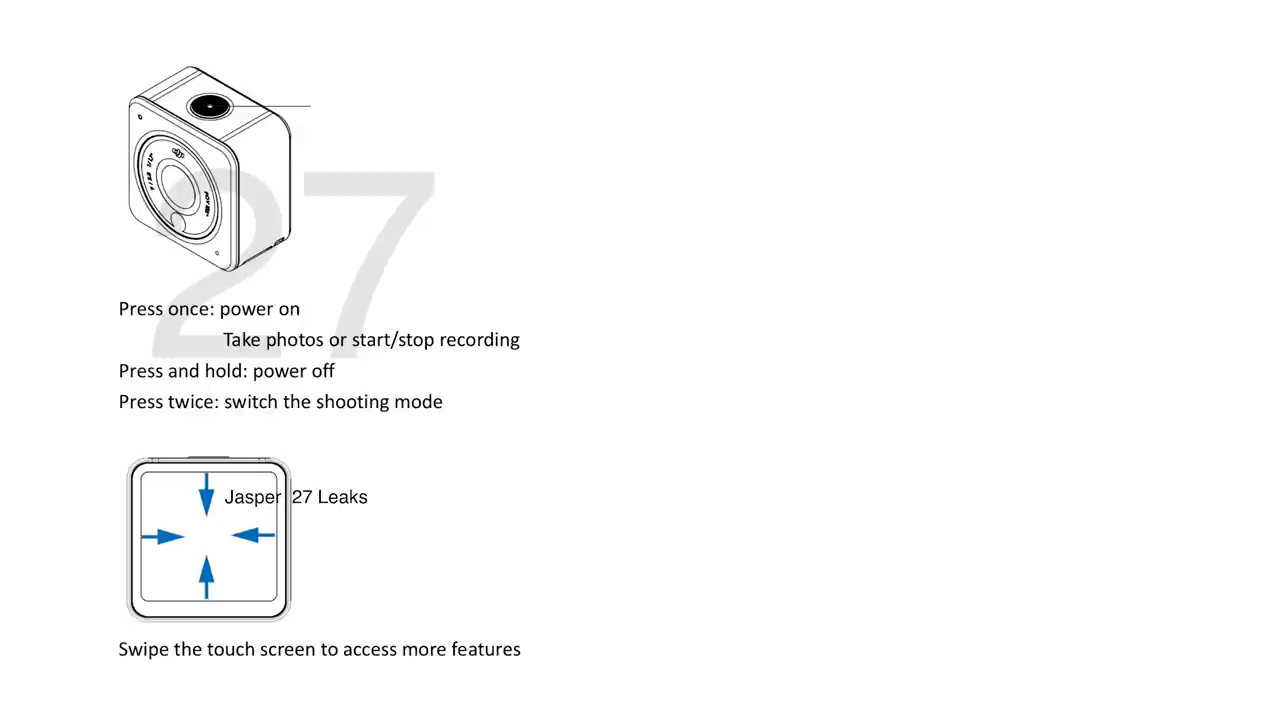 27
Press once: power on
Take photos or start/stop recording
Press and hold: power off
Press twice: switch the shooting mode
Jasper 27 Leaks
Swipe the touch screen to access more features